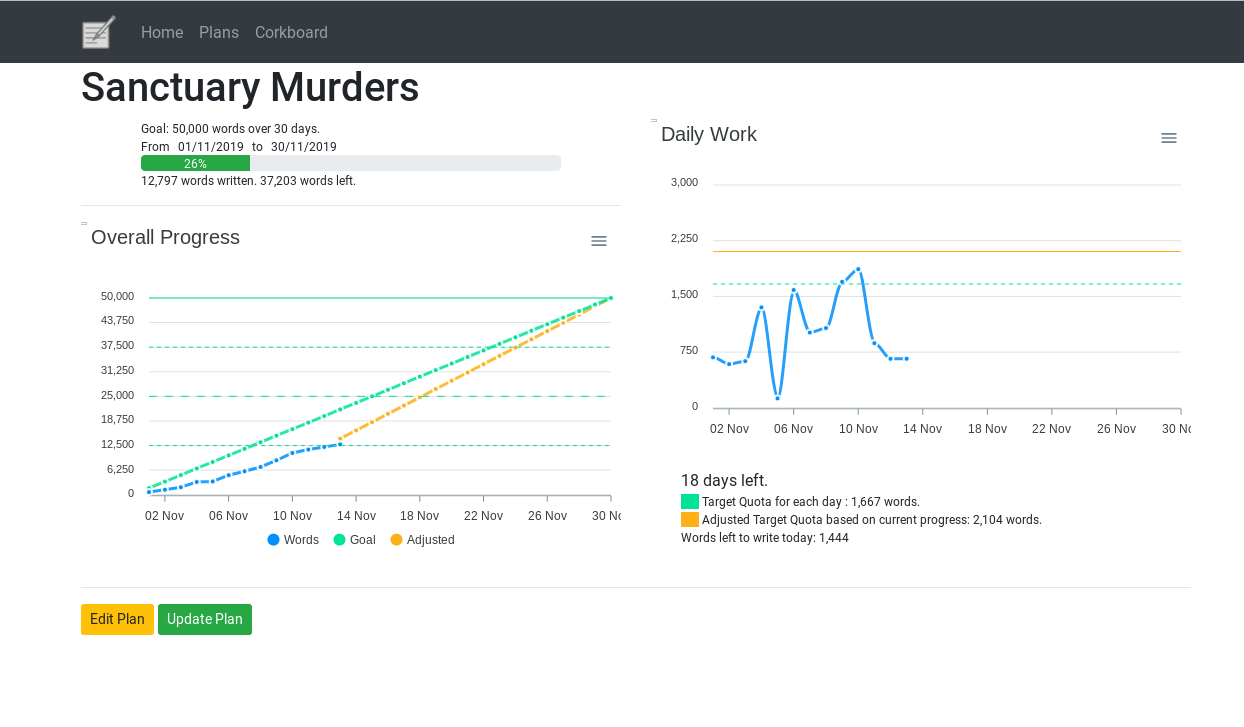 Home Plans Corkboard
Sanctuary Murders
Goal: 50,000 words over 30 days.
From 01/11/2019 to 30/11/2019
26%
12,797 words written. 37,203 words left.
Overall Progress
50,000
43,750
37,500
31,250
25,000
18,750
12,500
6,250
0
02 Nov 06 Nov 10 Nov 14 Nov 18 Nov 22 Nov 26 Nov 30 No
Words Goal Adjusted
Daily Work
3,000
2,250
1,500
750
0
02 Nov 06 Nov 10 Nov 14 Nov 18 Nov 22 Nov 26 Nov 30 No
18 days left.
Target Quota for each day : 1,667 words.
Adjusted Target Quota based on current progress: 2,104 words.
Words left to write today: 1,444
Edit Plan Update Plan